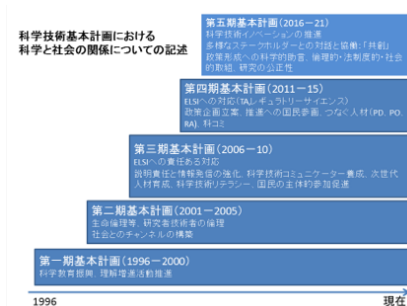 科学技術基本計画における
科学と社会の関係についての記述
第五期基本計画(2016-21)
科学技術イノベーションの推進
多様なステークホルダーとの対話と協働:「共創」
政策形成への科学的助言、倫理的・法制度的・社会
的取組、研究の公正性
第四期基本計画(2011-15)
ELSIへの対応(TA,レギュラトリーサイエンス)
政策企画立案、推進への国民参画、つなぐ人材(PD、PO、
RA)、科コミ
第三期基本計画(2006-10)
ELSIへの責任ある対応
説明責任と情報発信の強化、科学技術コミュニケーター養成、次世代
人材育成、科学技術リテラシー、国民の主体的参加促進
第二期基本計画(2001-2005)
生命倫理等、研究者技術者の倫理
社会とのチャンネルの構築
第一期基本計画(1996-2000)
科学教育振興、理解増進活動推進
1996
現在